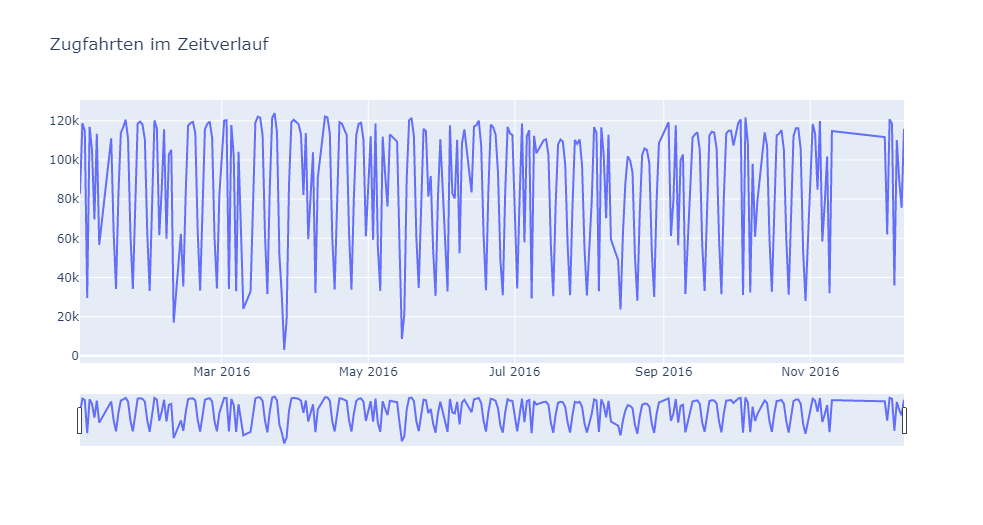 Zugfahrten im Zeitverlauf
120k
100k
80k
60k
40k
20k
0
Mar 2016
May 2016
Jul 2016
Sep 2016
Nov 2016